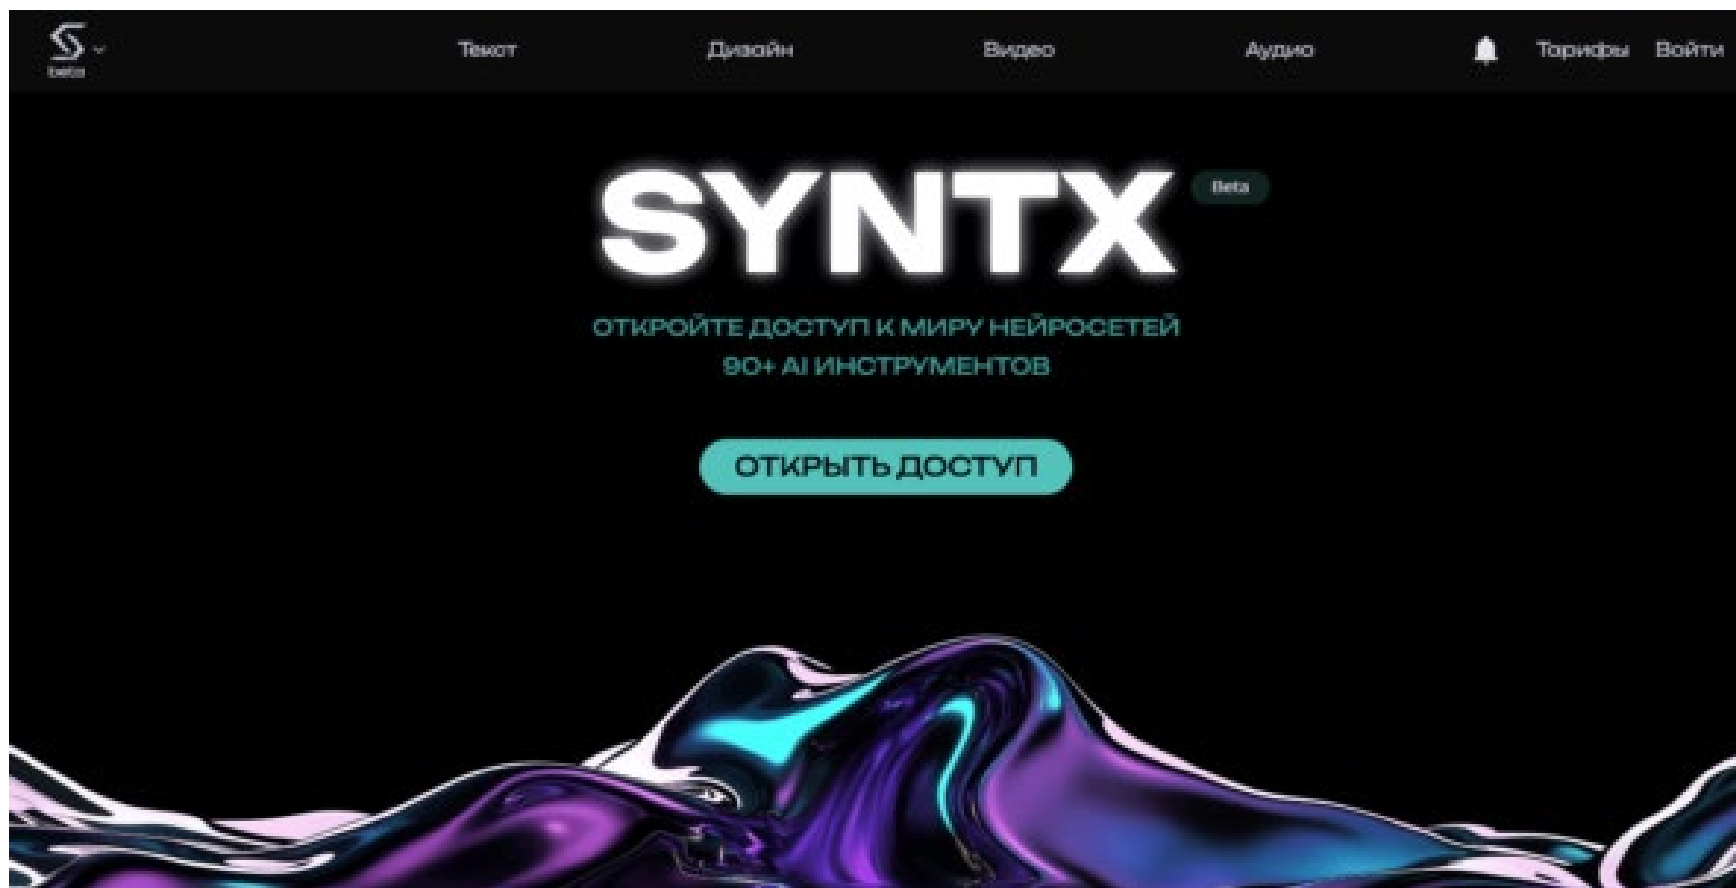 beta
Текст
Дизайн
Видео
Аудио
Тарифы
Войти
SYNTX
Beta
ОТКРОЙТЕ ДОСТУП К МИРУ НЕЙРОСЕТЕЙ
90+ AI ИНСТРУМЕНТОВ
ОТКРЫТЬ ДОСТУП